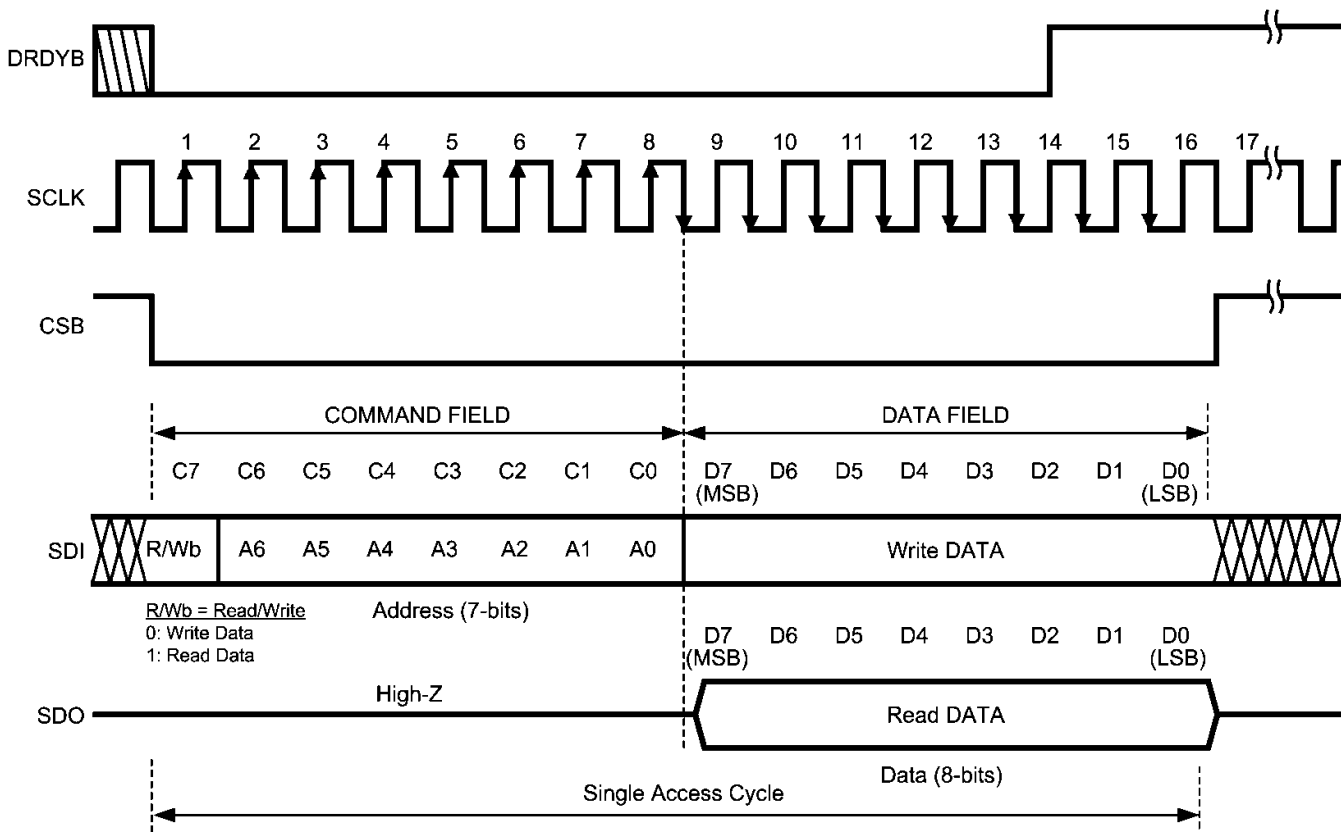 DRDYB
1 2 3 4 5 6 7 8 9 10 11 12 13 14 15 16 17
SCLK
CSB
COMMAND FIELD DATA FIELD
C7 C6 C5 C4 C3 C2 C1 C0 D7 D6 D5 D4 D3 D2 D1 D0
(MSB) (LSB)
SDI R/Wb A6 A5 A4 A3 A2 A1 A0 Write DATA
R/Wb = Read/Write Address (7-bits)
0: Write Data
1: Read Data
D7 D6 D5 D4 D3 D2 D1 D0
(MSB) (LSB)
High-Z
SDO Read DATA
Data (8-bits)
Single Access Cycle